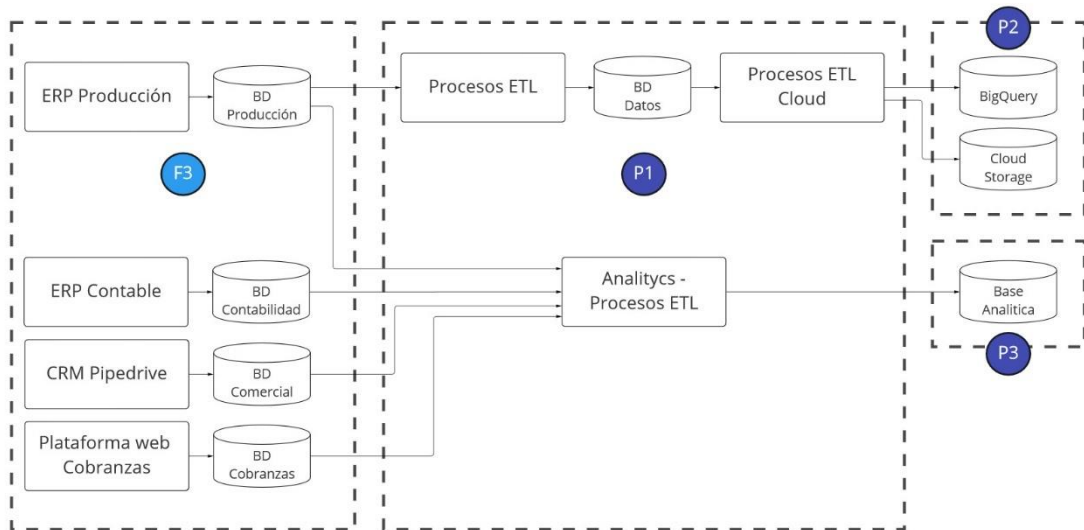 P2
ERP Producción
BD
Producción
Procesos ETL
BD
Datos
Procesos ETL
Cloud
BigQuery
Cloud
Storage
F3
P1
ERP Contable
BD
Contabilidad
Analitycs -
Procesos ETL
Base
Analitica
CRM Pipedrive
BD
Comercial
P3
Plataforma web
Cobranzas
BD
Cobranzas